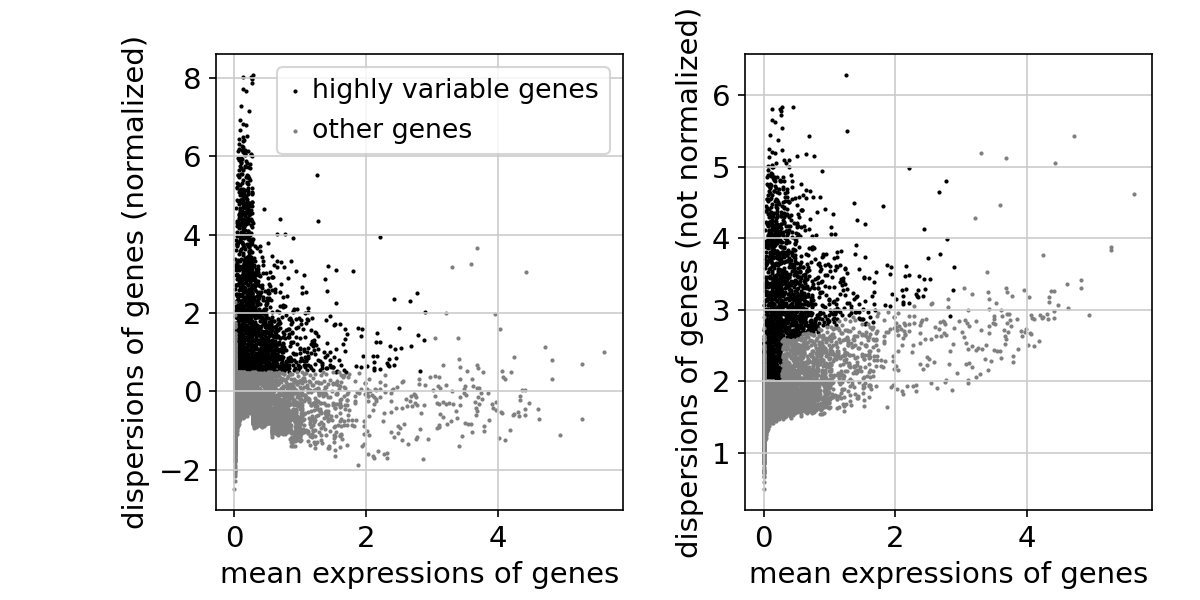 dispersions of genes (normalized)
8
6
4
2
0
−2
highly variable genes
other genes
0 2 4
mean expressions of genes
dispersions of genes (not normalized)
6
5
4
3
2
1
0 2 4
mean expressions of genes